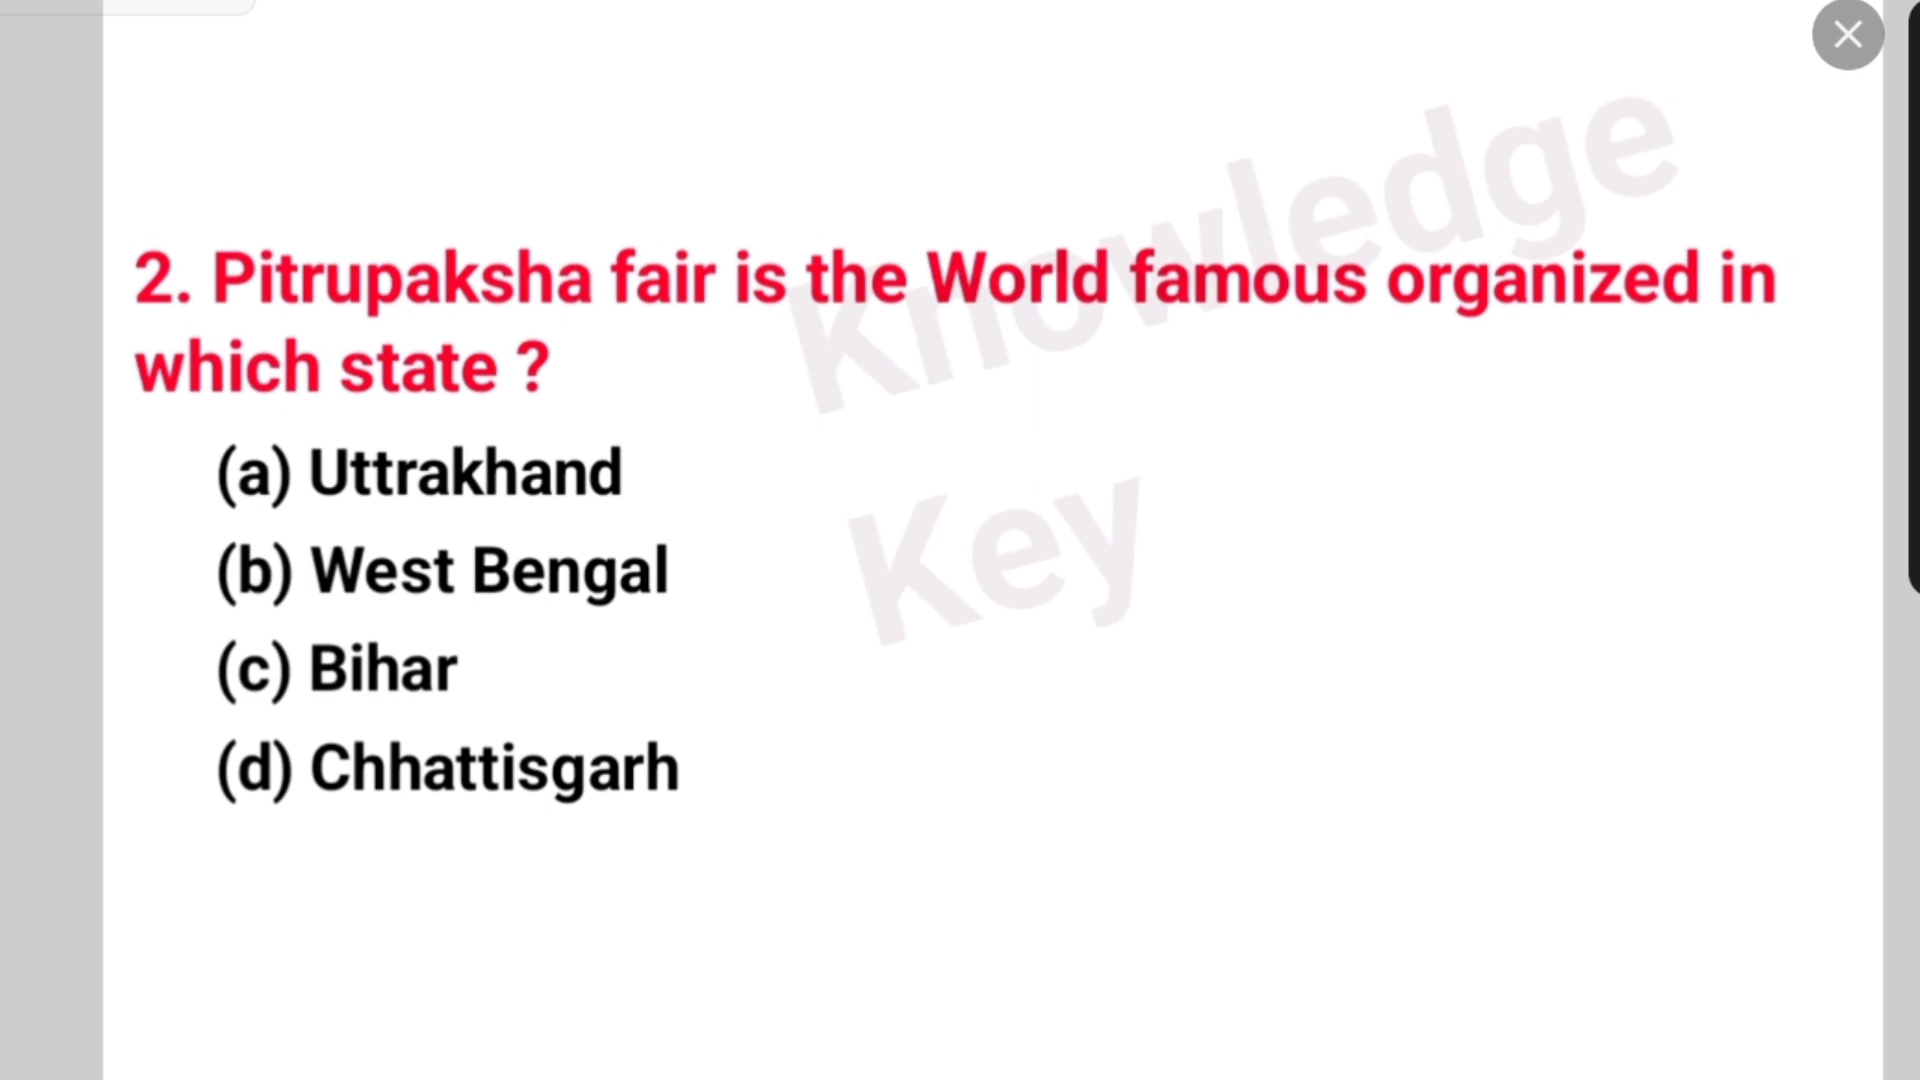 Knowledge
2. Pitrupaksha fair is the World famous organized in
which state ?
(a) Uttrakhand
(b) West Bengal
Key
(c) Bihar
(d) Chhattisgarh